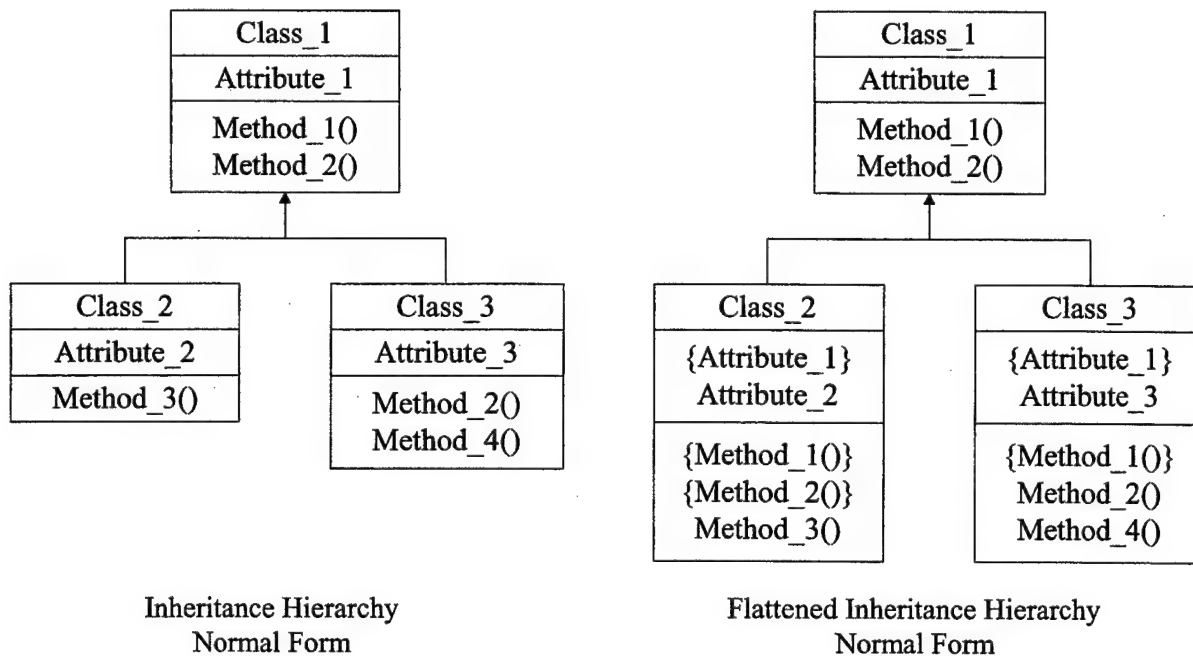 Class_1
Attribute_1
Method_1()
Method_2()
Class_2
Attribute_2
Method_3()
Class_3
Attribute_3
Method_2()
Method_4()
Inheritance Hierarchy
Normal Form
Class_1
Attribute_1
Method_1()
Method_2()
Class_2
{Attribute_1}
Attribute_2
{Method_1()}
{Method_2()}
Method_3()
Class_3
{Attribute_1}
Attribute_3
{Method_1()}
Method_2()
Method_4()
Flattened Inheritance Hierarchy
Normal Form